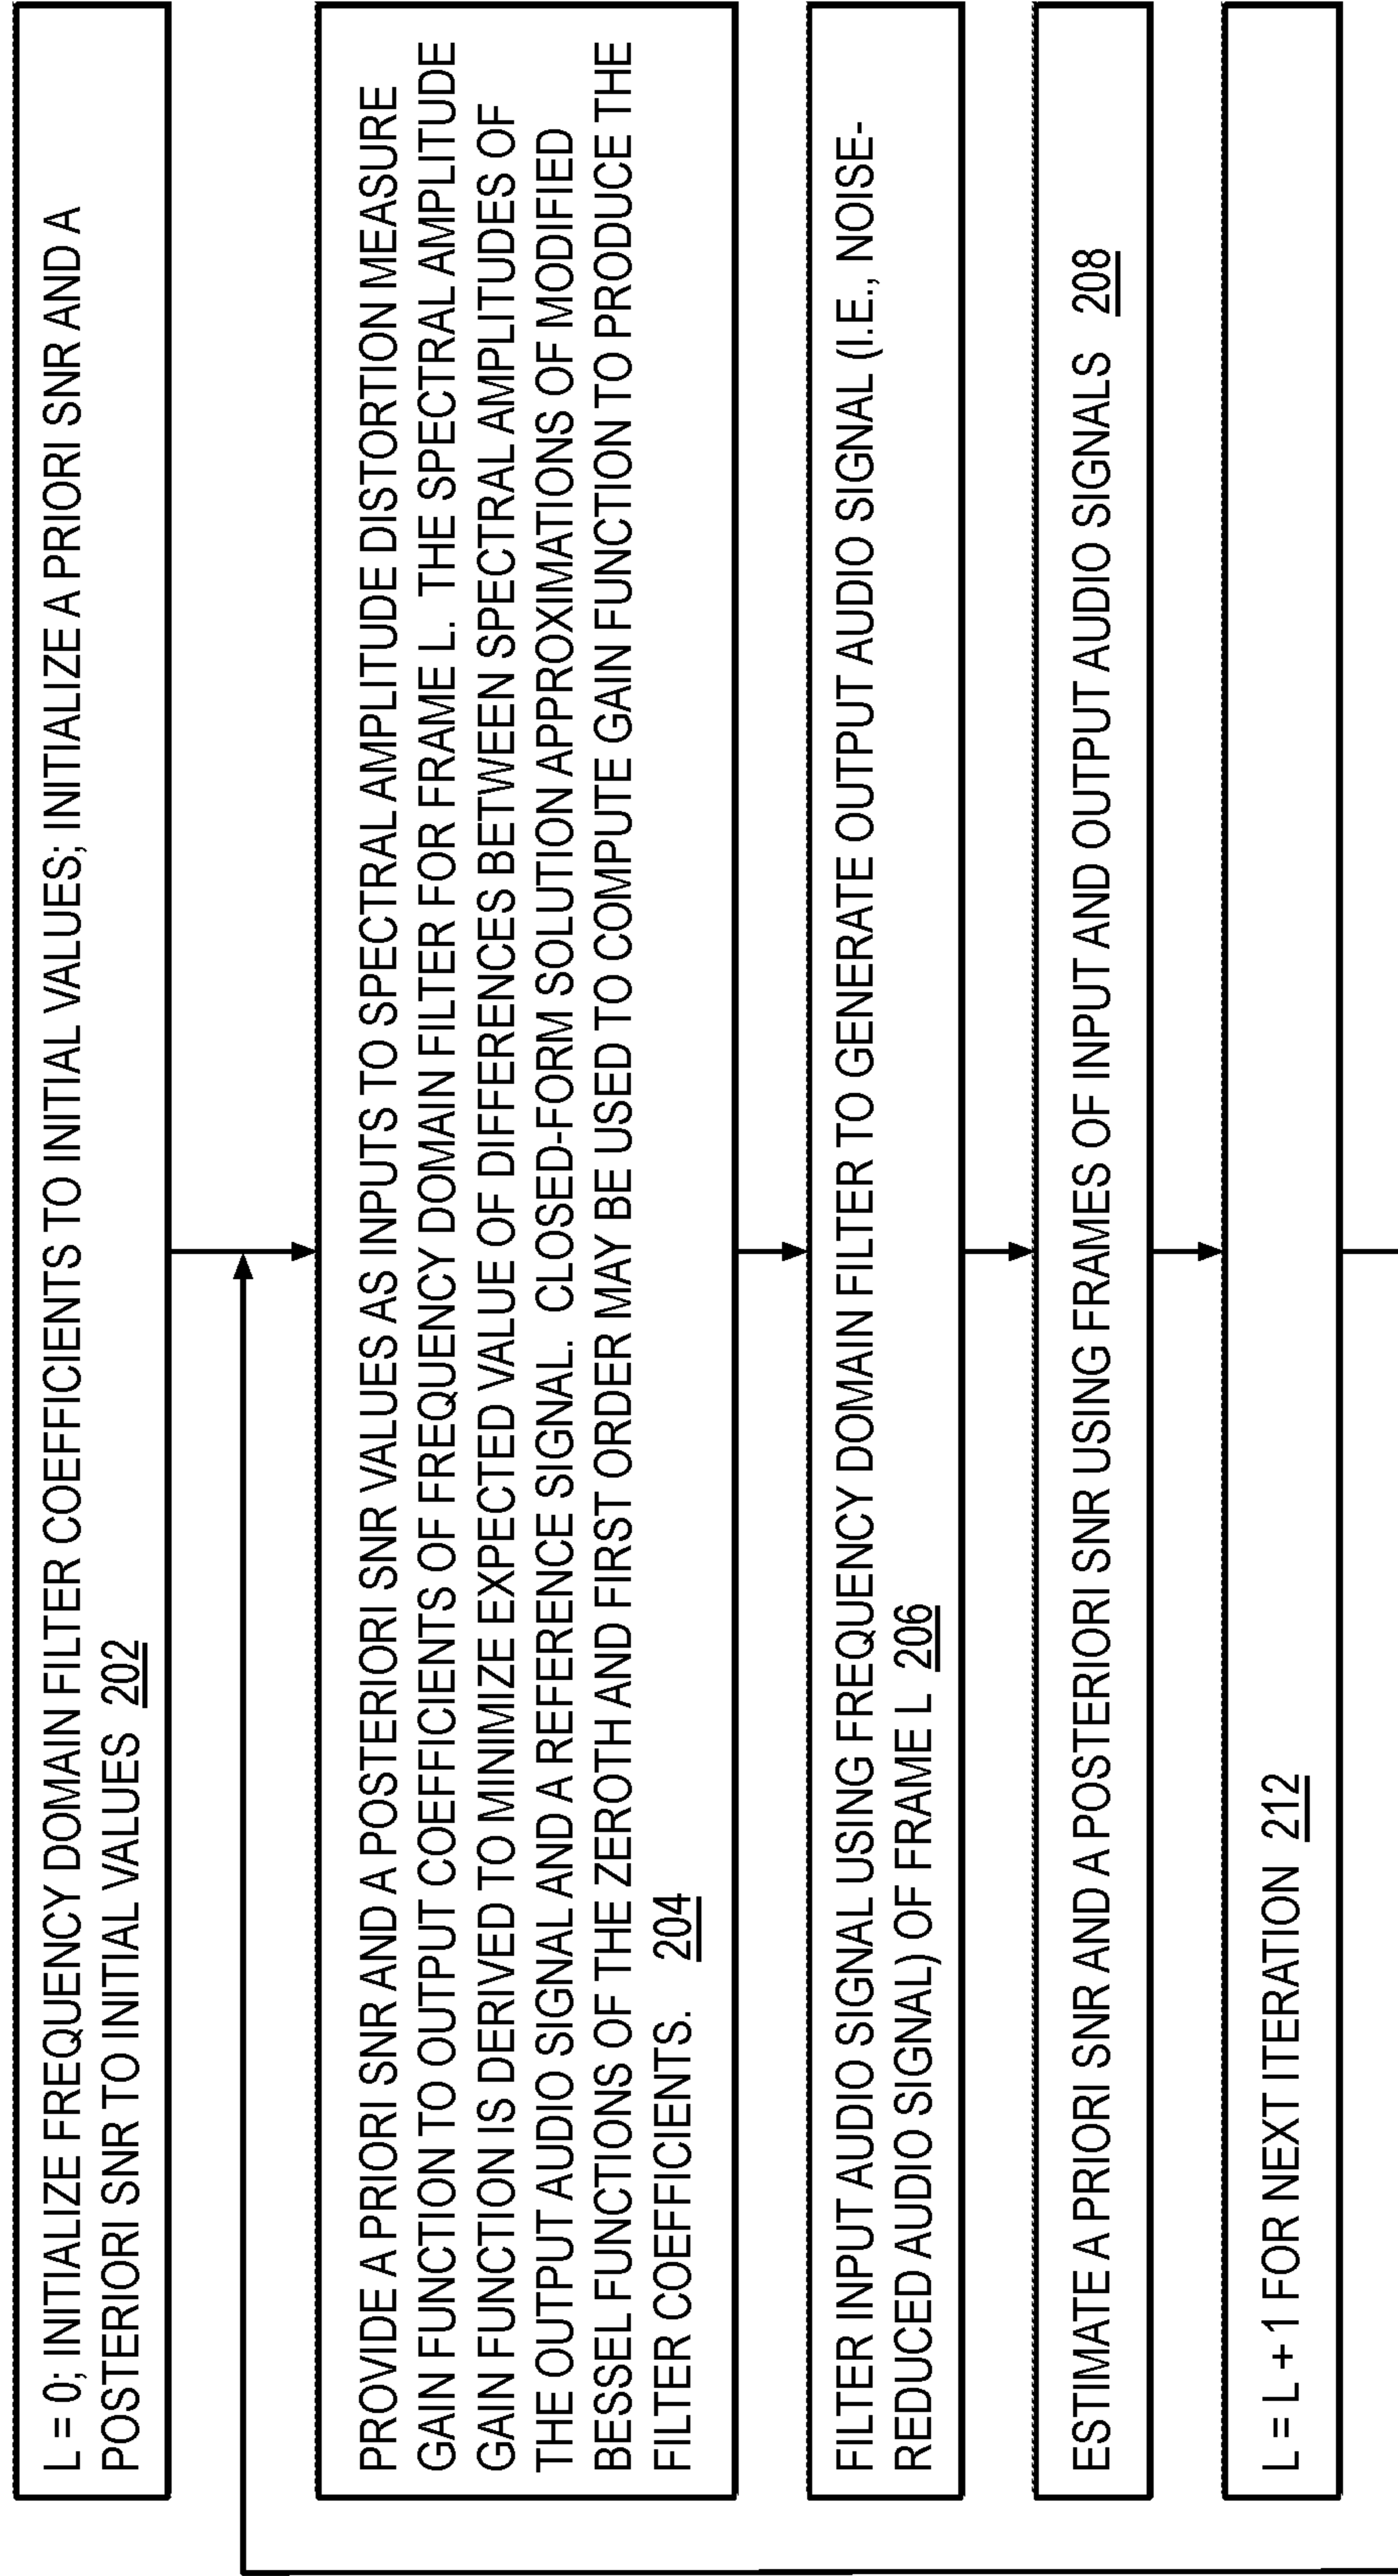 L = 0; INITIALIZE FREQUENCY DOMAIN FILTER COEFFICIENTS TO INITIAL VALUES; INITIALIZE A PRIORI SNR AND A
POSTERIORI SNR TO INITIAL VALUES 202
PROVIDE A PRIORI SNR AND A POSTERIORI SNR VALUES AS INPUTS TO SPECTRAL AMPLITUDE DISTORTION MEASURE
GAIN FUNCTION TO OUTPUT COEFFICIENTS OF FREQUENCY DOMAIN FILTER FOR FRAME L. THE SPECTRAL AMPLITUDE
GAIN FUNCTION IS DERIVED TO MINIMIZE EXPECTED VALUE OF DIFFERENCES BETWEEN SPECTRAL AMPLITUDES OF
THE OUTPUT AUDIO SIGNAL AND A REFERENCE SIGNAL. CLOSED-FORM SOLUTION APPROXIMATIONS OF MODIFIED
BESSEL FUNCTIONS OF THE ZEROTH AND FIRST ORDER MAY BE USED TO COMPUTE GAIN FUNCTION TO PRODUCE THE
FILTER COEFFICIENTS. 204
FILTER INPUT AUDIO SIGNAL USING FREQUENCY DOMAIN FILTER TO GENERATE OUTPUT AUDIO SIGNAL (I.E., NOISE-
REDUCED AUDIO SIGNAL) OF FRAME L 206
ESTIMATE A PRIORI SNR AND A POSTERIORI SNR USING FRAMES OF INPUT AND OUTPUT AUDIO SIGNALS 208
L = L + 1 FOR NEXT ITERATION 212